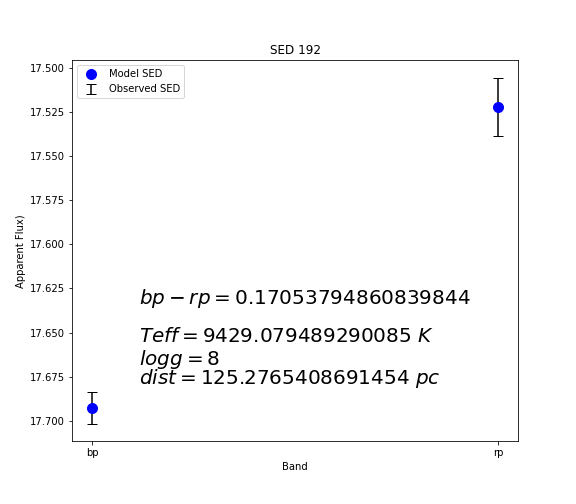 SED 192
Model SED
Observed SED
17.500
17.525
17.550
17.575
17.600
17.625
17.650
17.675
17.700
Apparent Flux)
bp − rp = 0.17053794860839844
Teff = 9429.079489290085 K
logg = 8
dist = 125.2765408691454 pc
bp
rp
Band